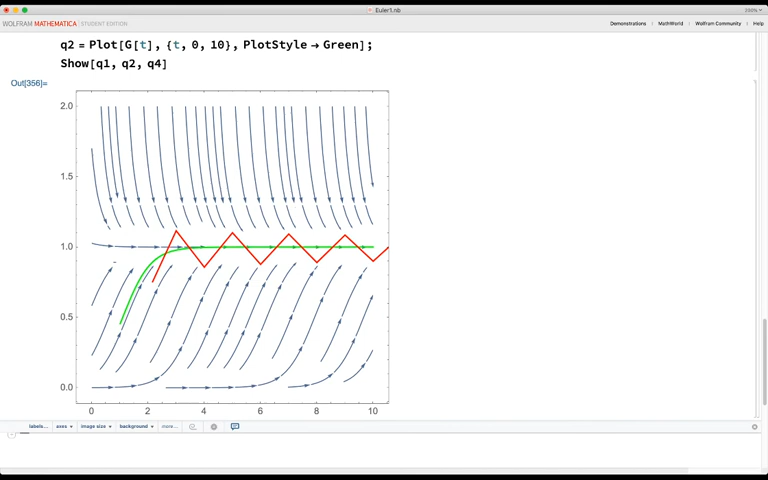 Euler1.nb
WOLFRAM MATHEMATICA | STUDENT EDITION
Demonstrations | MathWorld | Wolfram Community | Help
q2 = Plot[G[t], {t, 0, 10}, PlotStyle → Green];
Show[q1, q2, q4]
Out[356]=
2.0
1.5
1.0
0.5
0.0
0 2 4 6 8 10
labels... axes image size background more...